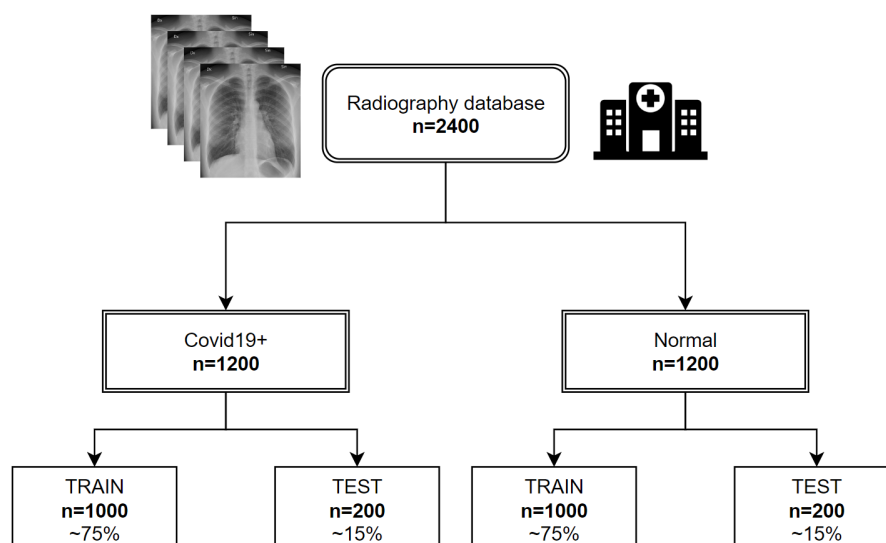 Radiography database
n=2400
Covid19+
n=1200
Normal
n=1200
TRAIN
n=1000
~75%
TEST
n=200
~15%
TRAIN
n=1000
~75%
TEST
n=200
~15%